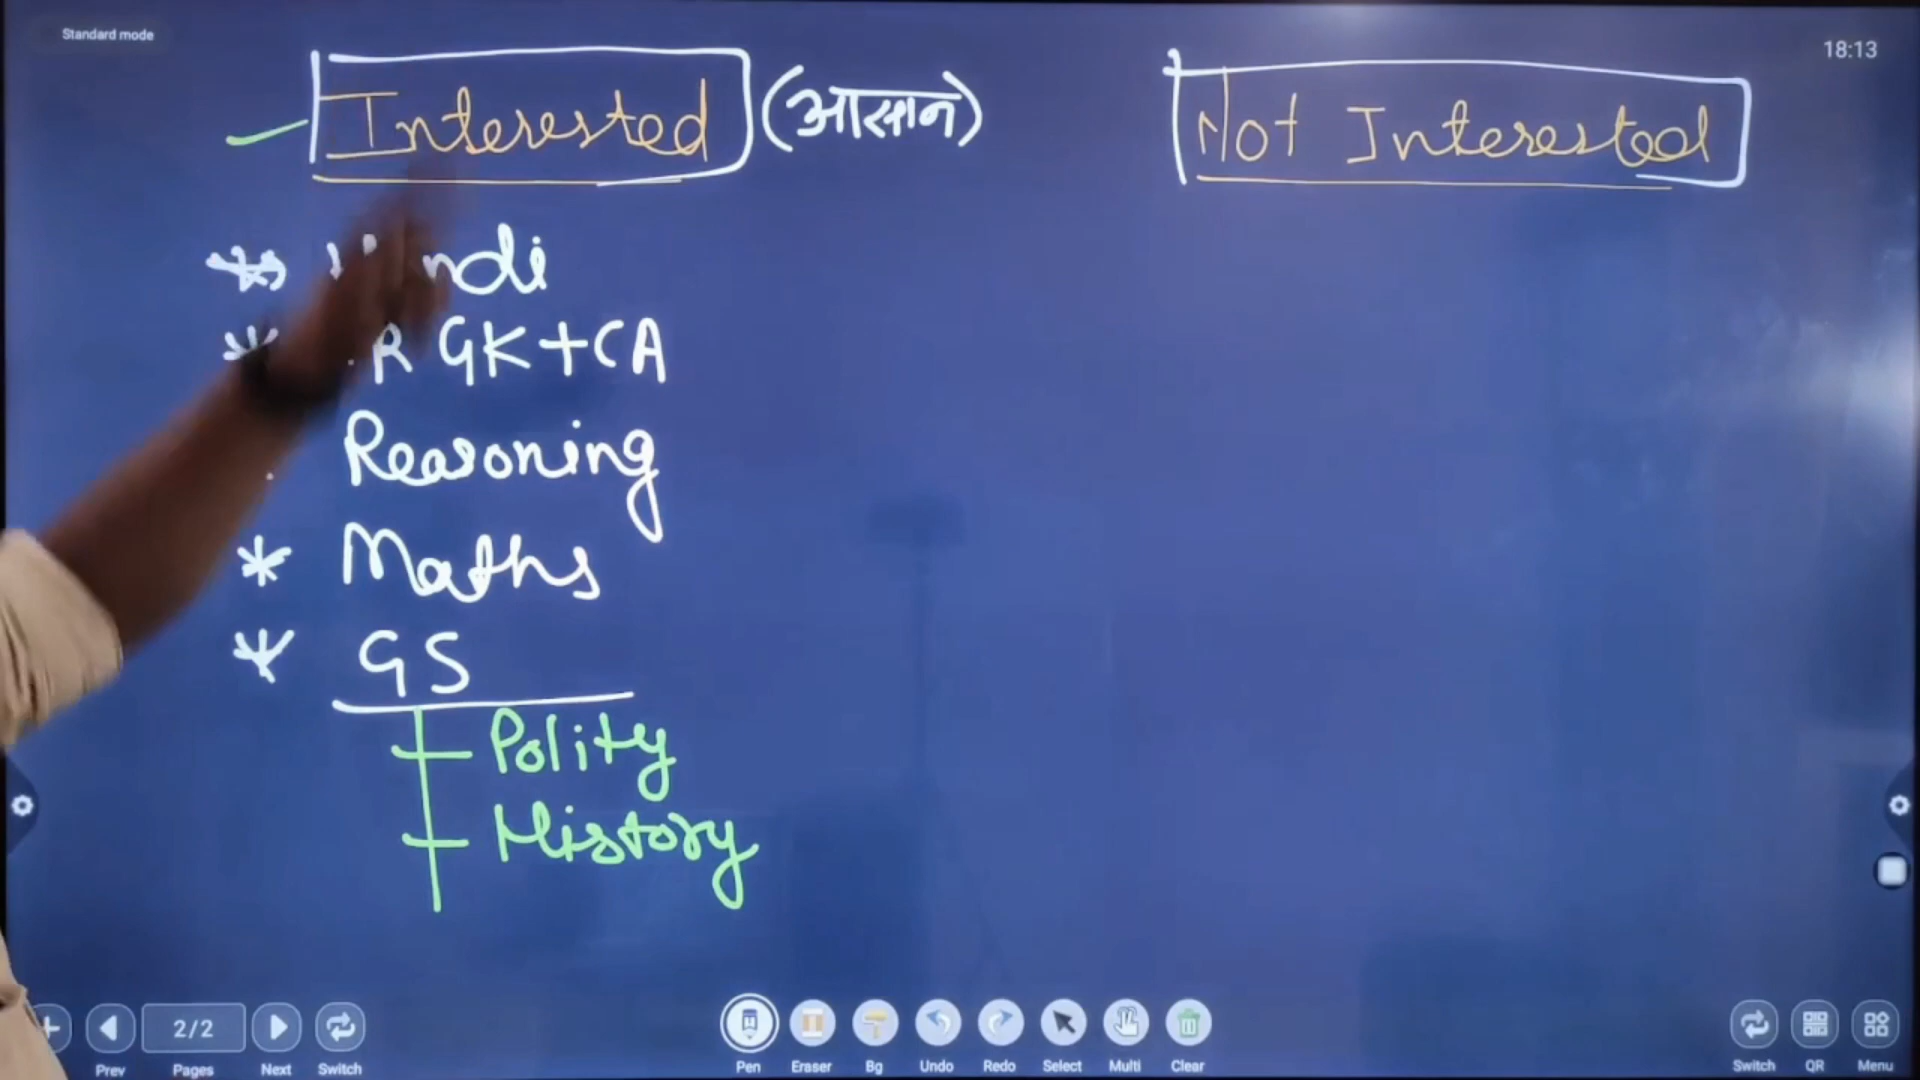 Standard mode
18:13
Interested (आसान)
Not Interested
R GK+CA
Reasoning
* Maths
* GS
Polity
History
2/2
Prev Pages Next Switch
Pen Eraser Bg Undo Redo Select Multi Clear
Switch QR Menu